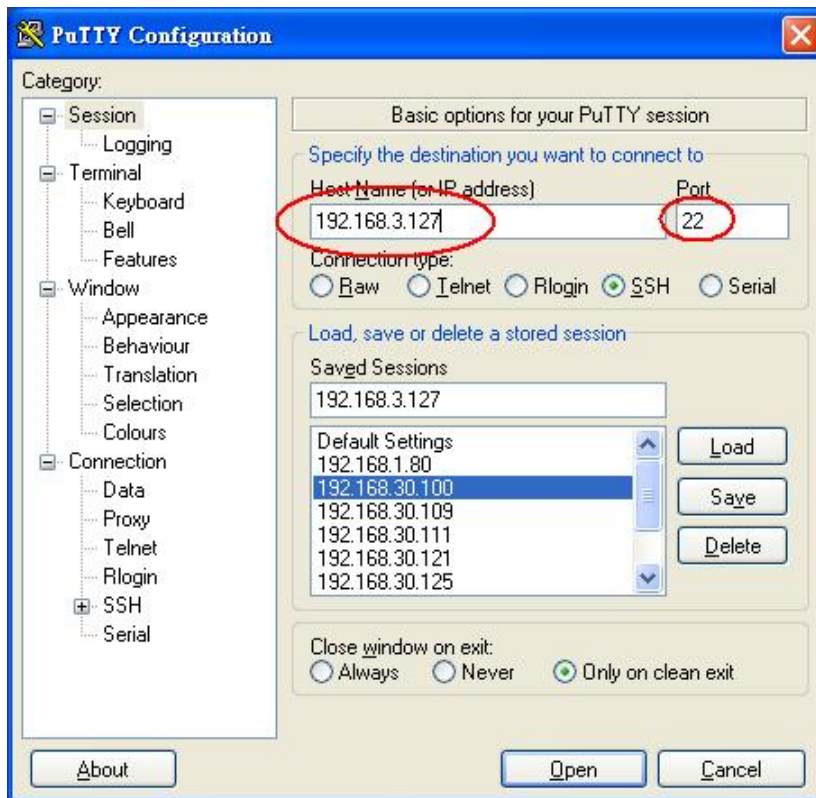 PuTTY Configuration
Category:
Session
Logging
Terminal
Keyboard
Bell
Features
Window
Appearance
Behaviour
Translation
Selection
Colours
Connection
Data
Proxy
Telnet
Rlogin
SSH
Serial
Basic options for your PuTTY session
Specify the destination you want to connect to
Host Name (or IP address) Port
192.168.3.127 22
Connection type:
Raw Telnet Rlogin SSH Serial
Load, save or delete a stored session
Saved Sessions
192.168.3.127
Default Settings
192.168.1.80
192.168.30.100
192.168.30.109
192.168.30.111
192.168.30.121
192.168.30.125
Load
Save
Delete
Close window on exit:
Always Never Only on clean exit
About Open Cancel